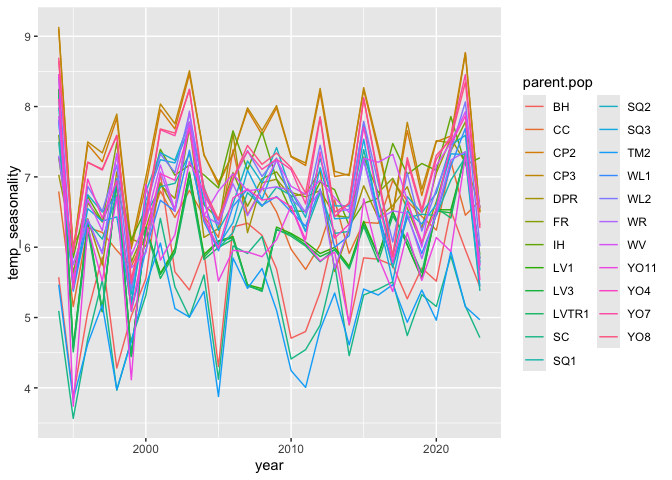 9
8
7
6
5
4
temp_seasonality
2000 2010 2020
year
parent.pop
BH SQ2
CC SQ3
CP2 TM2
CP3 WL1
DPR WL2
FR WR
IH WV
LV1 YO11
LV3 YO4
LVTR1 YO7
SC YO8
SQ1